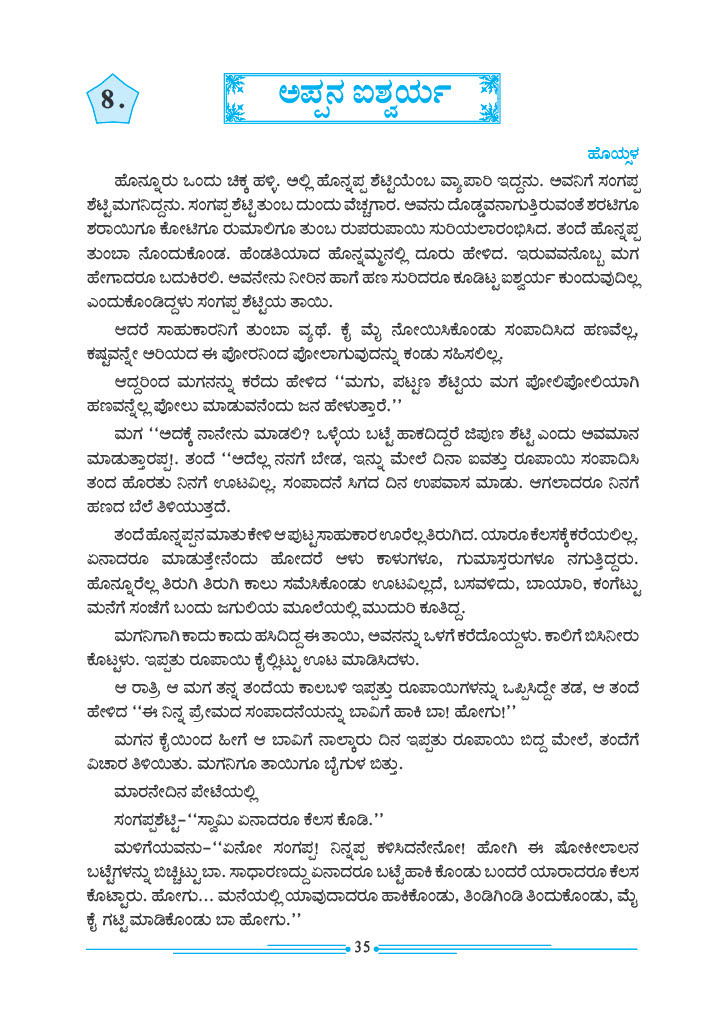 8.
ಅಪ್ಪನ ಐಶ್ವರ್ಯ
ಹೊಯ್ಸಳ
ಹೊನ್ನೂರು ಒಂದು ಚಿಕ್ಕ ಹಳ್ಳಿ. ಅಲ್ಲಿ ಹೊನ್ನಪ್ಪ ಶೆಟ್ಟಿಯೆಂಬ ವ್ಯಾಪಾರಿ ಇದ್ದನು. ಅವನಿಗೆ ಸಂಗಪ್ಪ
ಶೆಟ್ಟಿ ಮಗನಿದ್ದನು. ಸಂಗಪ್ಪ ಶೆಟ್ಟಿ ತುಂಬ ದುಂದು ವೆಚ್ಚಗಾರ. ಅವನು ದೊಡ್ಡವನಾಗುತ್ತಿರುವಂತೆ ಶರಟಿಗೂ
ಶರಾಯಿಗೂ ಕೋಟಿಗೂ ರುಮಾಲಿಗೂ ತುಂಬ ರುಪರುಪಾಯಿ ಸುರಿಯಲಾರಂಭಿಸಿದ. ತಂದೆ ಹೊನ್ನಪ್ಪ
ತುಂಬಾ ನೊಂದುಕೊಂಡ. ಹೆಂಡತಿಯಾದ ಹೊನ್ನಮ್ಮನಲ್ಲಿ ದೂರು ಹೇಳಿದ. ಇರುವವನೊಬ್ಬ ಮಗ
ಹೇಗಾದರೂ ಬದುಕಿರಲಿ. ಅವನೇನು ನೀರಿನ ಹಾಗೆ ಹಣ ಸುರಿದರೂ ಕೂಡಿಟ್ಟ ಐಶ್ವರ್ಯ ಕುಂದುವುದಿಲ್ಲ
ಎಂದುಕೊಂಡಿದ್ದಳು ಸಂಗಪ್ಪ ಶೆಟ್ಟಿಯ ತಾಯಿ.
ಆದರೆ ಸಾಹುಕಾರನಿಗೆ ತುಂಬಾ ವ್ಯಥೆ. ಕೈ ಮೈ ನೋಯಿಸಿಕೊಂಡು ಸಂಪಾದಿಸಿದ ಹಣವೆಲ್ಲ,
ಕಷ್ಟವನ್ನೇ ಅರಿಯದ ಈ ಪೋರನಿಂದ ಪೋಲಾಗುವುದನ್ನು ಕಂಡು ಸಹಿಸಲಿಲ್ಲ.
ಆದ್ದರಿಂದ ಮಗನನ್ನು ಕರೆದು ಹೇಳಿದ ‘‘ಮಗು, ಪಟ್ಟಣ ಶೆಟ್ಟಿಯ ಮಗ ಪೋಲಿಪೋಲಿಯಾಗಿ
ಹಣವನ್ನೆಲ್ಲ ಪೋಲು ಮಾಡುವನೆಂದು ಜನ ಹೇಳುತ್ತಾರೆ.’’
ಮಗ ‘‘ಅದಕ್ಕೆ ನಾನೇನು ಮಾಡಲಿ? ಒಳ್ಳೆಯ ಬಟ್ಟೆ ಹಾಕದಿದ್ದರೆ ಜಿಪುಣ ಶೆಟ್ಟಿ ಎಂದು ಅವಮಾನ
ಮಾಡುತ್ತಾರಪ್ಪ!. ತಂದೆ ‘‘ಅದೆಲ್ಲ ನನಗೆ ಬೇಡ, ಇನ್ನು ಮೇಲೆ ದಿನಾ ಐವತ್ತು ರೂಪಾಯಿ ಸಂಪಾದಿಸಿ
ತಂದ ಹೊರತು ನಿನಗೆ ಊಟವಿಲ್ಲ. ಸಂಪಾದನೆ ಸಿಗದ ದಿನ ಉಪವಾಸ ಮಾಡು. ಆಗಲಾದರೂ ನಿನಗೆ
ಹಣದ ಬೆಲೆ ತಿಳಿಯುತ್ತದೆ.
ತಂದೆ ಹೊನ್ನಪ್ಪನ ಮಾತು ಕೇಳಿ ಆ ಪುಟ್ಟ ಸಾಹುಕಾರ ಊರೆಲ್ಲ ತಿರುಗಿದ. ಯಾರೂ ಕೆಲಸಕ್ಕೆ ಕರೆಯಲಿಲ್ಲ.
ಏನಾದರೂ ಮಾಡುತ್ತೇನೆಂದು ಹೋದರೆ ಆಳು ಕಾಳುಗಳೂ, ಗುಮಾಸ್ತರುಗಳೂ ನಗುತ್ತಿದ್ದರು.
ಹೊನ್ನೂರೆಲ್ಲ ತಿರುಗಿ ತಿರುಗಿ ಕಾಲು ಸಮೆಸಿಕೊಂಡು ಊಟವಿಲ್ಲದೆ, ಬಸವಳಿದು, ಬಾಯಾರಿ, ಕಂಗೆಟ್ಟು
ಮನೆಗೆ ಸಂಜೆಗೆ ಬಂದು ಜಗುಲಿಯ ಮೂಲೆಯಲ್ಲಿ ಮುದುರಿ ಕೂತಿದ್ದ.
ಮಗನಿಗಾಗಿ ಕಾದು ಕಾದು ಹಸಿದಿದ್ದ ಈ ತಾಯಿ, ಅವನನ್ನು ಒಳಗೆ ಕರೆದೊಯ್ದಳು. ಕಾಲಿಗೆ ಬಿಸಿನೀರು
ಕೊಟ್ಟಳು. ಇಪ್ಪತು ರೂಪಾಯಿ ಕೈಲ್ಲಿಟ್ಟು ಊಟ ಮಾಡಿಸಿದಳು.
ಆ ರಾತ್ರಿ ಆ ಮಗ ತನ್ನ ತಂದೆಯ ಕಾಲಬಳಿ ಇಪ್ಪತ್ತು ರೂಪಾಯಿಗಳನ್ನು ಒಪ್ಪಿಸಿದ್ದೇ ತಡ, ಆ ತಂದೆ
ಹೇಳಿದ ‘‘ಈ ನಿನ್ನ ಪ್ರೇಮದ ಸಂಪಾದನೆಯನ್ನು ಬಾವಿಗೆ ಹಾಕಿ ಬಾ! ಹೋಗು!’’
ಮಗನ ಕೈಯಿಂದ ಹೀಗೆ ಆ ಬಾವಿಗೆ ನಾಲ್ಕಾರು ದಿನ ಇಪ್ಪತು ರೂಪಾಯಿ ಬಿದ್ದ ಮೇಲೆ, ತಂದೆಗೆ
ವಿಚಾರ ತಿಳಿಯಿತು. ಮಗನಿಗೂ ತಾಯಿಗೂ ಬೈಗುಳ ಬಿತ್ತು.
ಮಾರನೇದಿನ ಪೇಟೆಯಲ್ಲಿ
ಸಂಗಪ್ಪಶೆಟ್ಟಿ–‘‘ಸ್ವಾಮಿ ಏನಾದರೂ ಕೆಲಸ ಕೊಡಿ.’’
ಮಳಿಗೆಯವನು–‘‘ಏನೋ ಸಂಗಪ್ಪ! ನಿನ್ನಪ್ಪ ಕಳಿಸಿದನೇನೋ! ಹೋಗಿ ಈ ಷೋಕೀಲಾಲನ
ಬಟ್ಟೆಗಳನ್ನು ಬಿಚ್ಚಿಟ್ಟು ಬಾ. ಸಾಧಾರಣದ್ದು ಏನಾದರೂ ಬಟ್ಟೆ ಹಾಕಿ ಕೊಂಡು ಬಂದರೆ ಯಾರಾದರೂ ಕೆಲಸ
ಕೊಟ್ಟಾರು. ಹೋಗು... ಮನೆಯಲ್ಲಿ ಯಾವುದಾದರೂ ಹಾಕಿಕೊಂಡು, ತಿಂಡಿಗಿಂಡಿ ತಿಂದುಕೊಂಡು, ಮೈ
ಕೈ ಗಟ್ಟಿ ಮಾಡಿಕೊಂಡು ಬಾ ಹೋಗು.’’
35